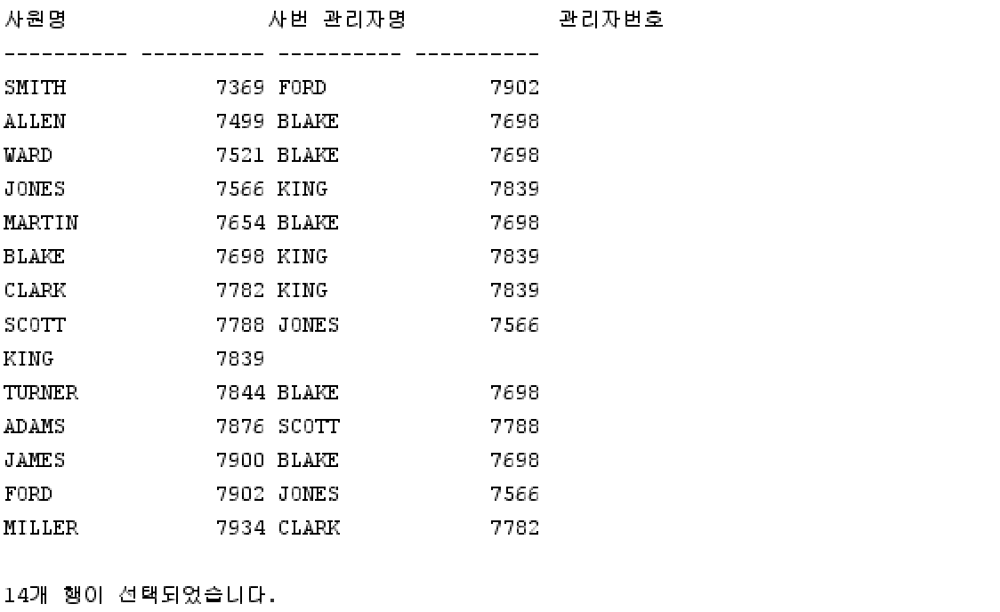 사원명 사번 관리자명 관리자번호
---------- ---------- ---------- ----------
SMITH 7369 FORD 7902
ALLEN 7499 BLAKE 7698
WARD 7521 BLAKE 7698
JONES 7566 KING 7839
MARTIN 7654 BLAKE 7698
BLAKE 7698 KING 7839
CLARK 7782 KING 7839
SCOTT 7788 JONES 7566
KING 7839
TURNER 7844 BLAKE 7698
ADAMS 7876 SCOTT 7788
JAMES 7900 BLAKE 7698
FORD 7902 JONES 7566
MILLER 7934 CLARK 7782
14개 행이 선택되었습니다.